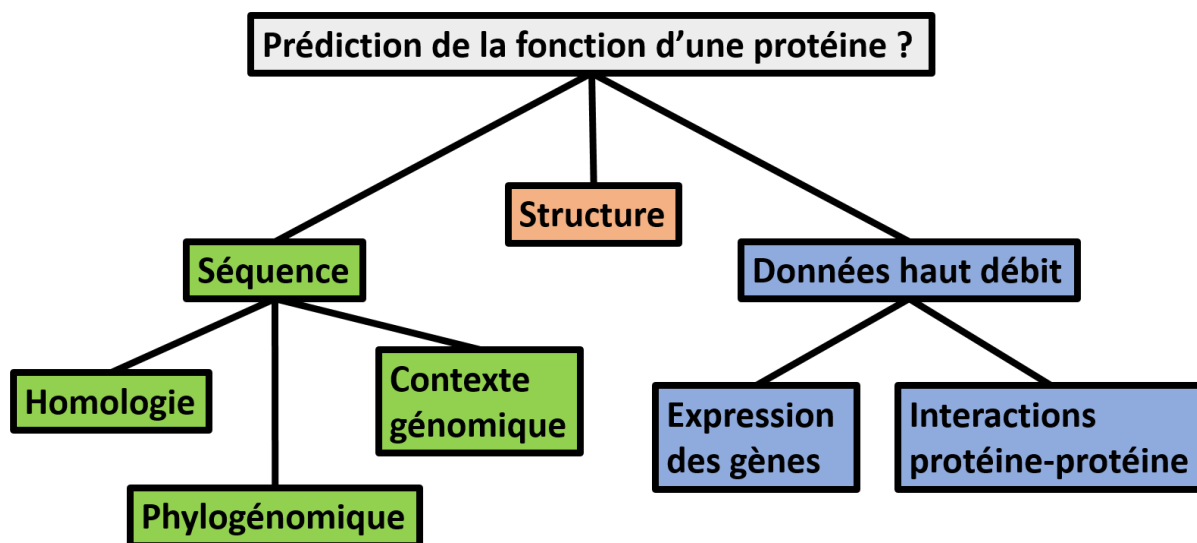 Prédiction de la fonction d’une protéine ?
Structure
Séquence
Données haut débit
Homologie
Contexte
génomique
Phylogénomique
Expression
des gènes
Interactions
protéine-protéine